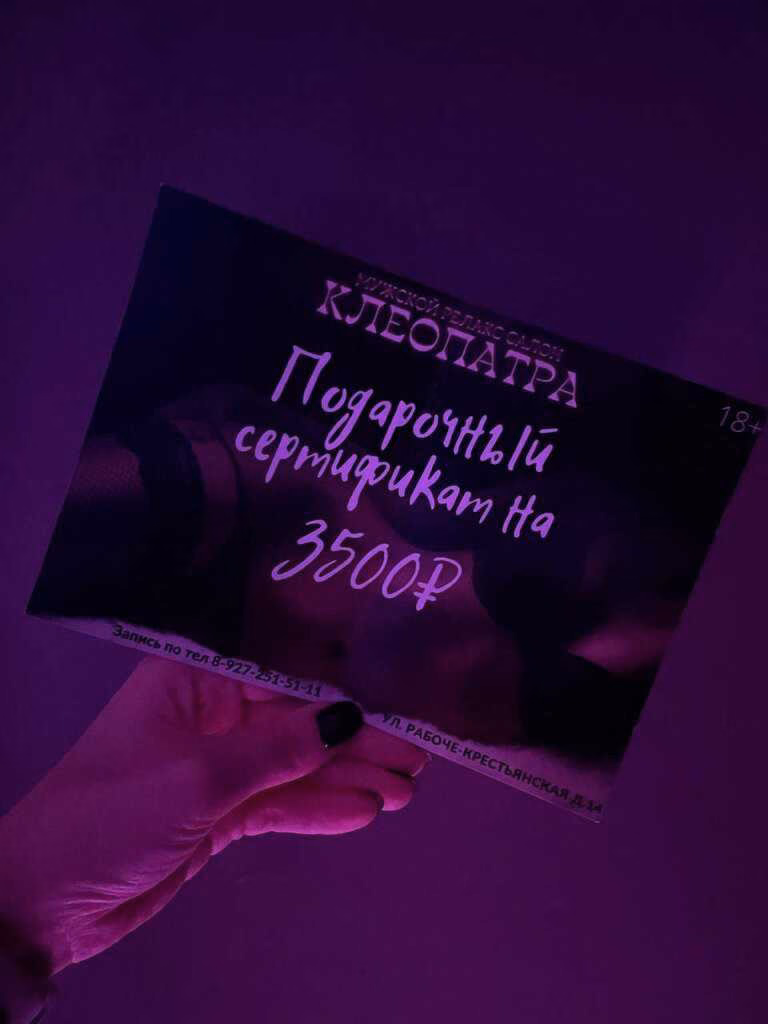 МУЖСКОЙ РЕЛАКС САЛОН
КЛЕОПАТРА
18+
Подарочный
сертификат на
3500₽
Запись по тел 8-927-251-51-11
УЛ. РАБОЧЕ-КРЕСТЬЯНСКАЯ Д.14